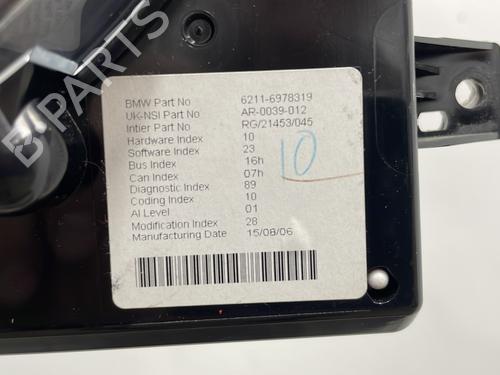 B PARTS
BMW Part No 6211-6978319
UK-NSI Part No AR-0039-012
Intier Part No RG/21453/045
Hardware Index 10
Software Index 23
Bus Index 16h
Can Index 07h
Diagnostic Index 89
Coding Index 10
AI Level 01
Modification Index 28
Manufacturing Date 15/08/06
10